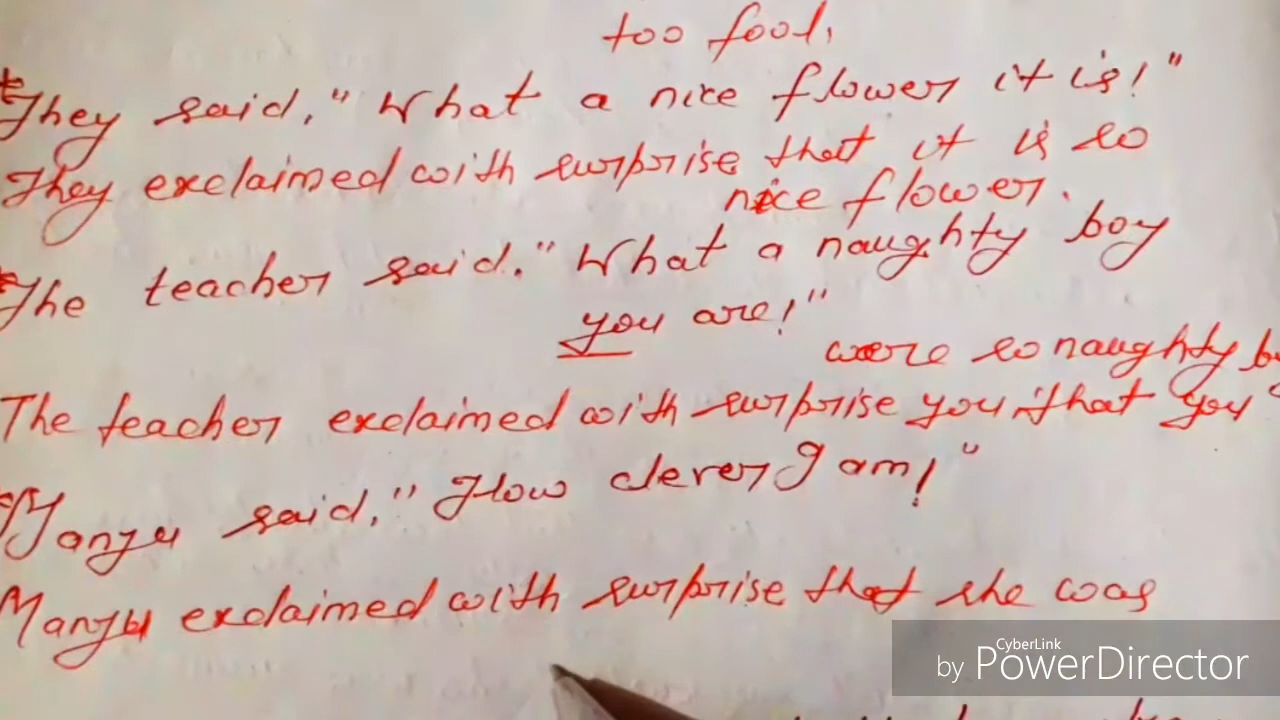 too fool.
They said, "What a nice flower it is!"
They exclaimed with surprise that it is so
nice flower.
The teacher said, "What a naughty boy
you are!"
were so naughty
The teacher exclaimed with surprise you that you
Manju said, "How clever I am!"
Manju exclaimed with surprise that she was
CyberLink
by PowerDirector